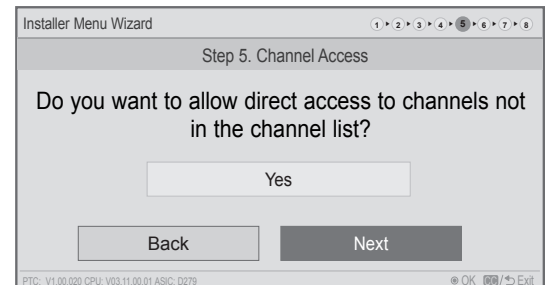 Installer Menu Wizard 1 2 3 4 5 6 7 8
Step 5. Channel Access
Do you want to allow direct access to channels not
in the channel list?
Yes
Back Next
PTC: V1.00.020 CPU: V03.11.00.01 ASIC: D279 OK CC/ Exit